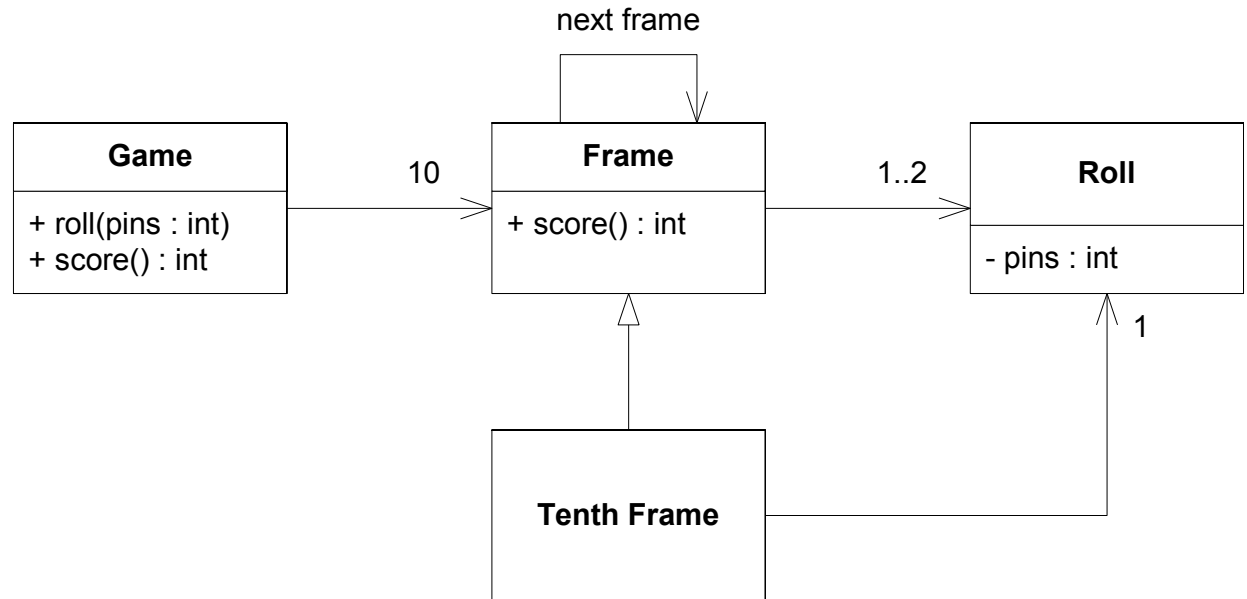 next frame
Game
+ roll(pins : int)
+ score() : int
10
Frame
+ score() : int
1..2
Roll
- pins : int
1
Tenth Frame